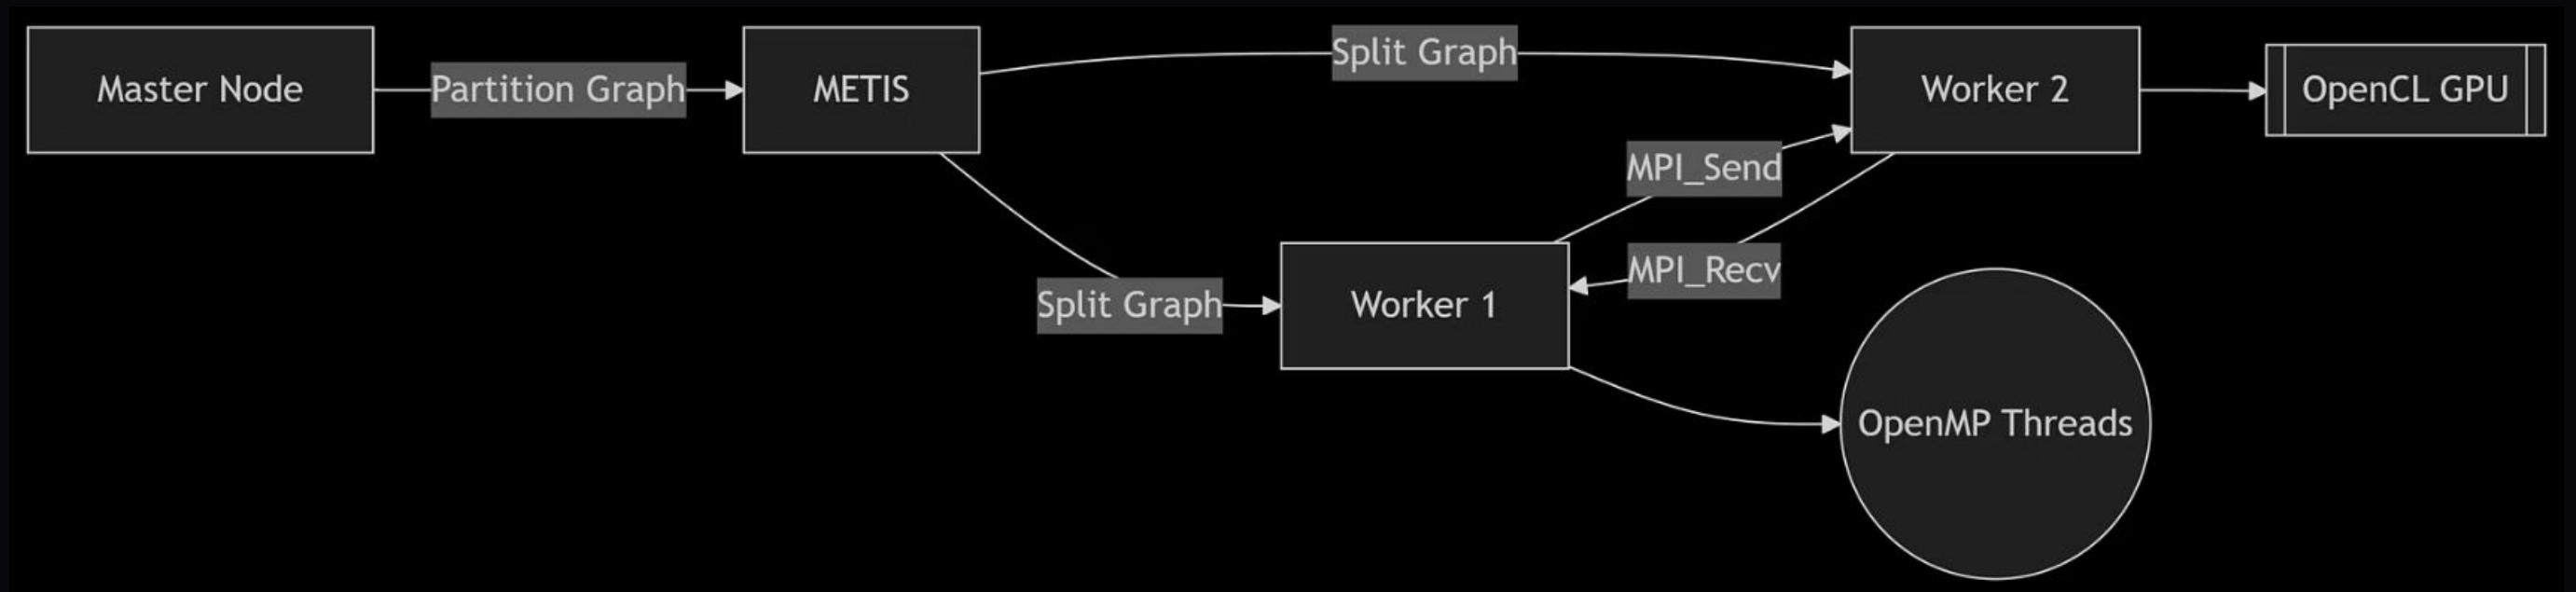 Master Node
Partition Graph
METIS
Split Graph
Worker 2
OpenCL GPU
MPI_Send
MPI_Recv
Split Graph
Worker 1
OpenMP Threads